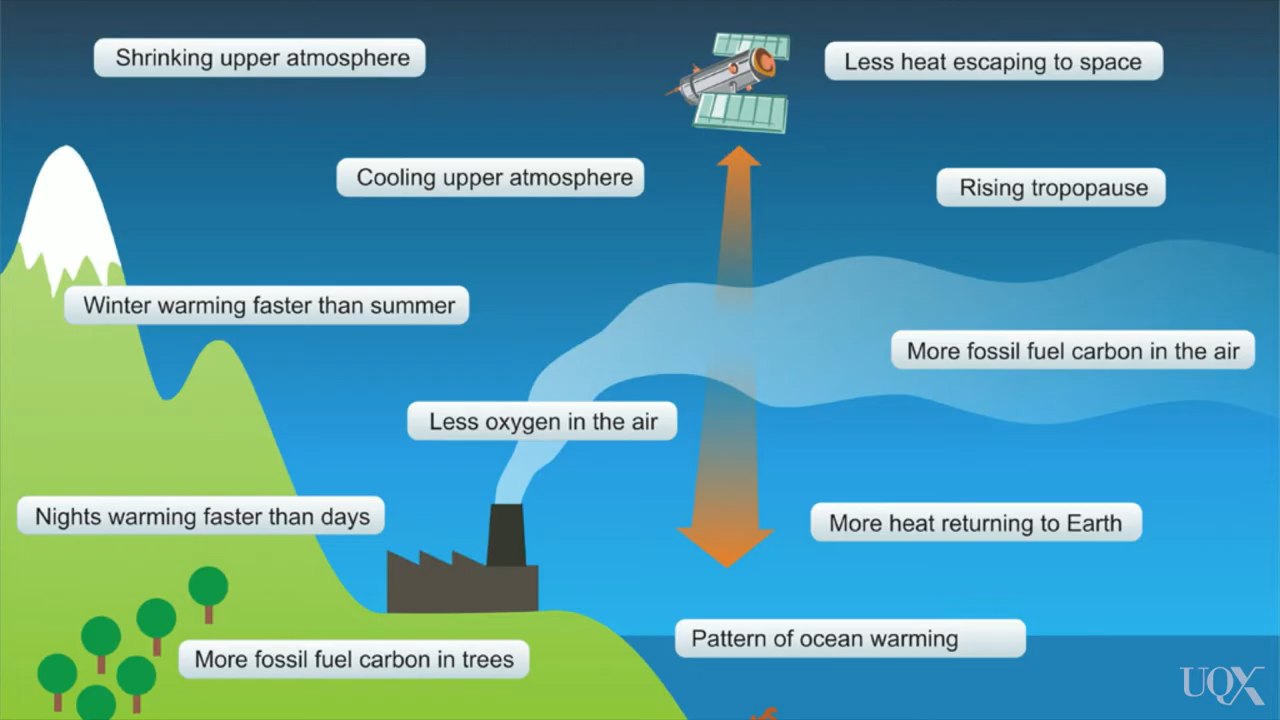 Shrinking upper atmosphere
Less heat escaping to space
Cooling upper atmosphere
Rising tropopause
Winter warming faster than summer
More fossil fuel carbon in the air
Less oxygen in the air
Nights warming faster than days
More heat returning to Earth
Pattern of ocean warming
More fossil fuel carbon in trees
UQX